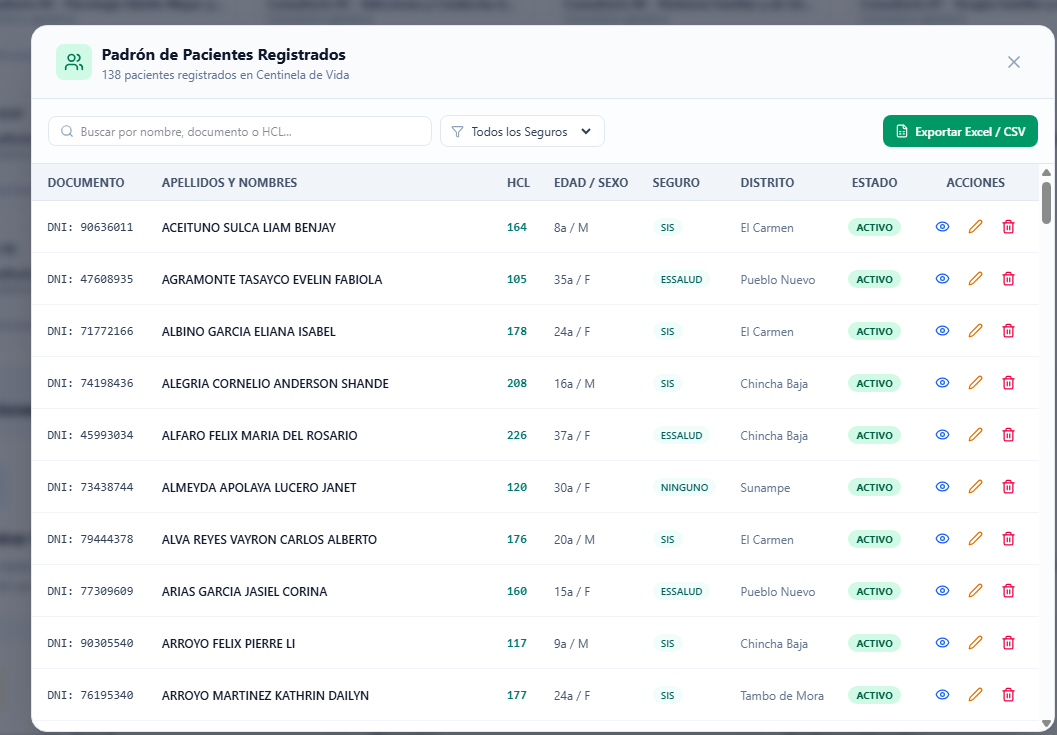 Padrón de Pacientes Registrados
138 pacientes registrados en Centinela de Vida
Buscar por nombre, documento o HCL...
Todos los Seguros
Exportar Excel / CSV
DOCUMENTO APELLIDOS Y NOMBRES HCL EDAD / SEXO SEGURO DISTRITO ESTADO ACCIONES
DNI: 90636011 ACEITUNO SULCA LIAM BENJAY 164 8a / M SIS El Carmen ACTIVO
DNI: 47608935 AGRAMONTE TASAYCO EVELIN FABIOLA 105 35a / F ESSALUD Pueblo Nuevo ACTIVO
DNI: 71772166 ALBINO GARCIA ELIANA ISABEL 178 24a / F SIS El Carmen ACTIVO
DNI: 74198436 ALEGRIA CORNELIO ANDERSON SHANDE 208 16a / M SIS Chincha Baja ACTIVO
DNI: 45993034 ALFARO FELIX MARIA DEL ROSARIO 226 37a / F ESSALUD Chincha Baja ACTIVO
DNI: 73438744 ALMEYDA APOLAYA LUCERO JANET 120 30a / F NINGUNO Sunampe ACTIVO
DNI: 79444378 ALVA REYES VAYRON CARLOS ALBERTO 176 20a / M SIS El Carmen ACTIVO
DNI: 77309609 ARIAS GARCIA JASIEL CORINA 160 15a / F ESSALUD Pueblo Nuevo ACTIVO
DNI: 90305540 ARROYO FELIX PIERRE LI 117 9a / M SIS Chincha Baja ACTIVO
DNI: 76195340 ARROYO MARTINEZ KATHRIN DAILYN 177 24a / F SIS Tambo de Mora ACTIVO